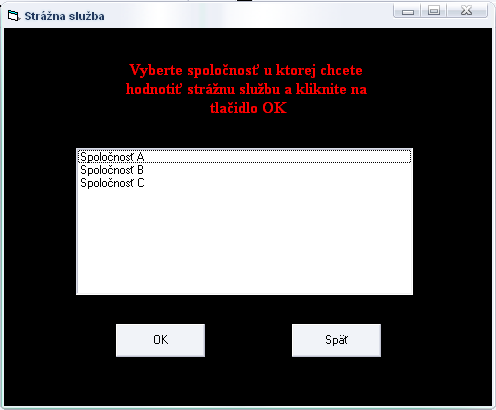 Strážna služba
Vyberte spoločnosť u ktorej chcete
hodnotiť strážnu službu a kliknite na
tlačidlo OK
Spoločnosť A
Spoločnosť B
Spoločnosť C
OK
Späť